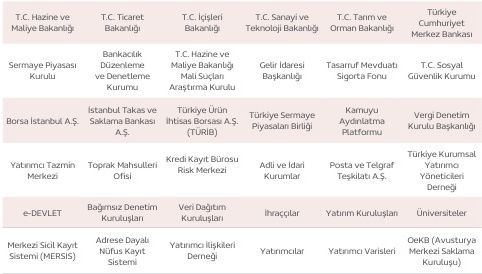 T.C. Hazine ve
Maliye Bakanlığı
T.C. Ticaret
Bakanlığı
T.C. İçişleri
Bakanlığı
T.C. Sanayi ve
Teknoloji Bakanlığı
T.C. Tarım ve
Orman Bakanlığı
Türkiye
Cumhuriyet
Merkez Bankası
Sermaye Piyasası
Kurulu
Bankacılık
Düzenleme
ve Denetleme
Kurumu
T.C. Hazine ve
Maliye Bakanlığı
Mali Suçları
Araştırma Kurulu
Gelir İdaresi
Başkanlığı
Tasarruf Mevduatı
Sigorta Fonu
T.C. Sosyal
Güvenlik Kurumu
Borsa İstanbul A.Ş.
İstanbul Takas ve
Saklama Bankası
A.Ş.
Türkiye Ürün
İhtisas Borsası A.Ş.
(TÜRİB)
Türkiye Sermaye
Piyasaları Birliği
Kamuyu
Aydınlatma
Platformu
Vergi Denetim
Kurulu Başkanlığı
Yatırımcı Tazmin
Merkezi
Toprak Mahsulleri
Ofisi
Kredi Kayıt Bürosu
Risk Merkezi
Adli ve İdari
Kurumlar
Posta ve Telgraf
Teşkilatı A.Ş.
Türkiye Kurumsal
Yatırımcı
Yöneticileri
Derneği
e-DEVLET
Bağımsız Denetim
Kuruluşları
Veri Dağıtım
Kuruluşları
İhraççılar
Yatırım Kuruluşları
Üniversiteler
Merkezi Sicil Kayıt
Sistemi (MERSIS)
Adrese Dayalı
Nüfus Kayıt
Sistemi
Yatırımcı İlişkileri
Derneği
Yatırımcılar
Yatırımcı Varisleri
OeKB (Avusturya
Merkezi Saklama
Kuruluşu)